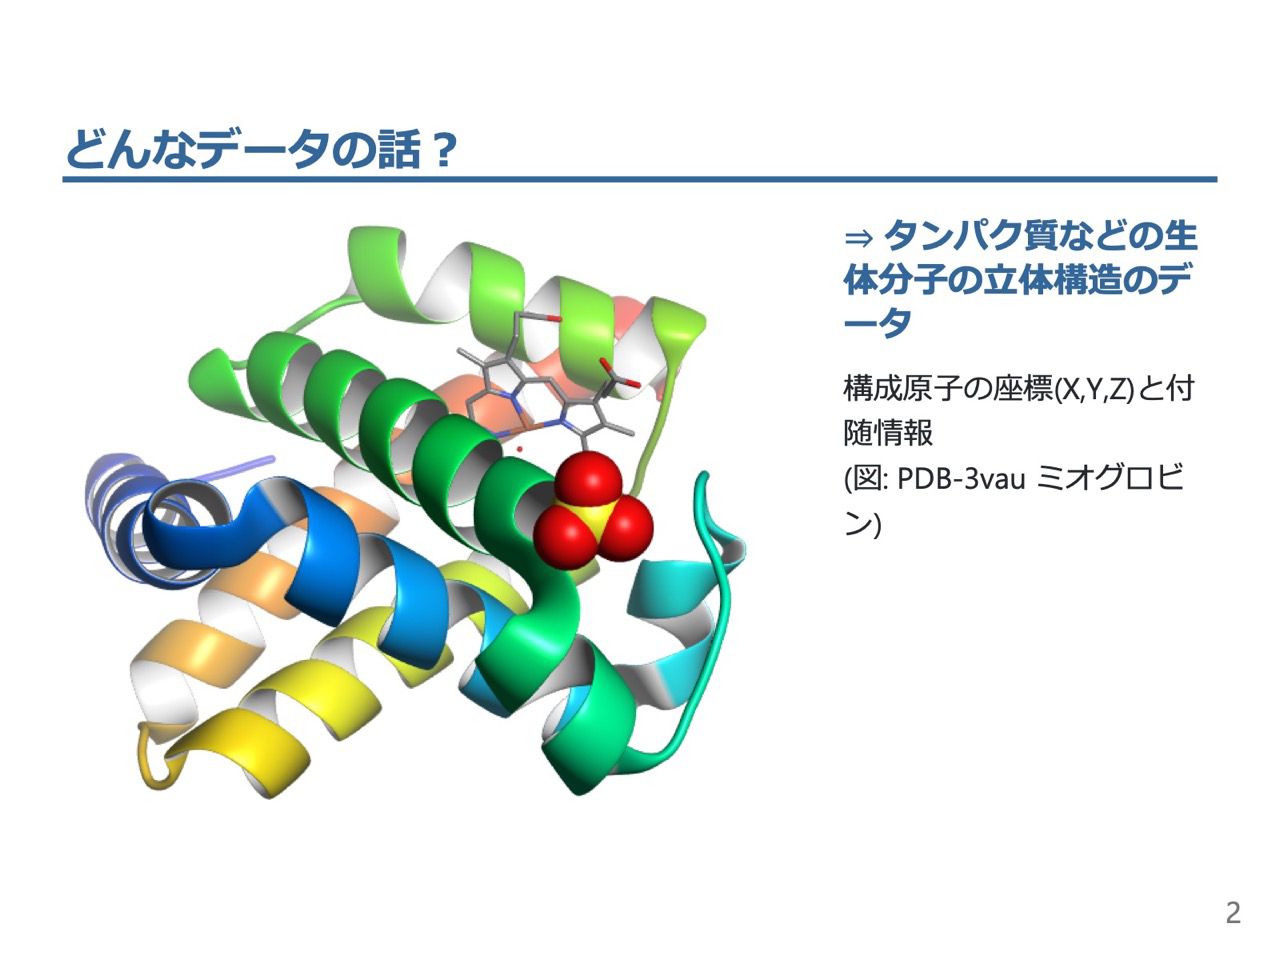 どんなデータの話？
⇒ タンパク質などの生
体分子の立体構造のデ
ータ
構成原子の座標(X,Y,Z)と付
随情報
(図: PDB-3vau ミオグロビ
ン)
2